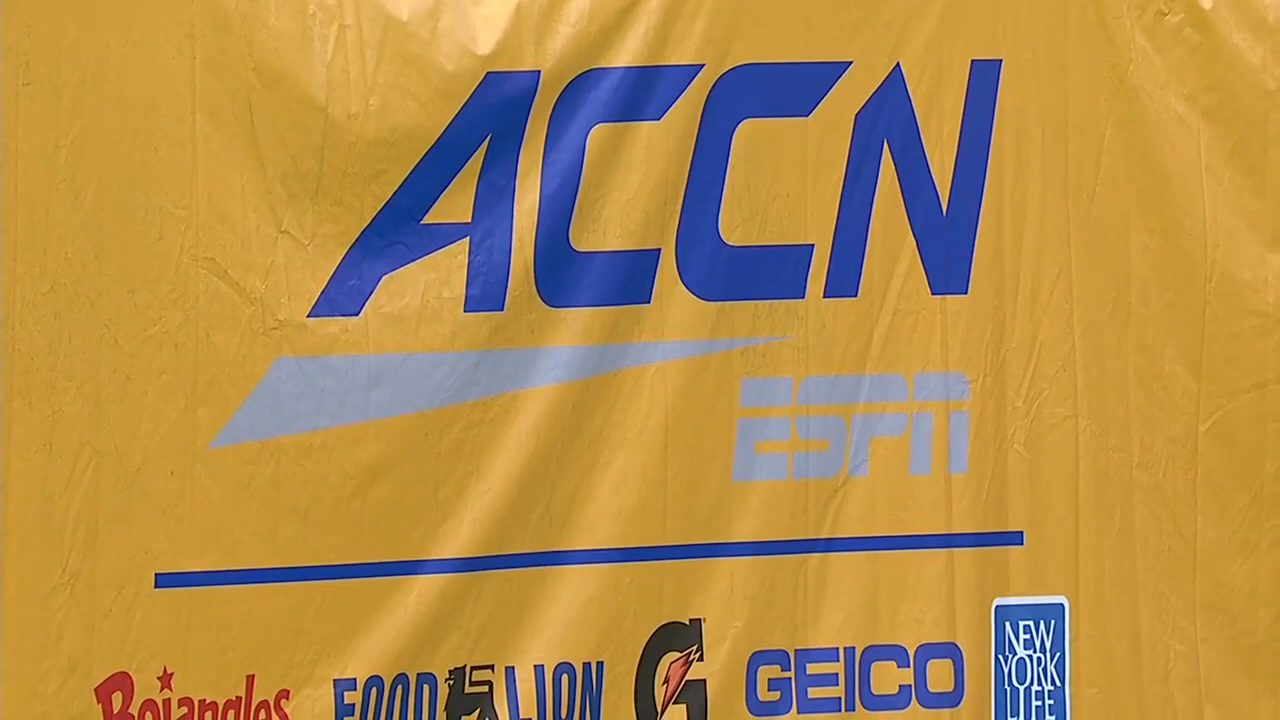 ACCN
ESPN
Bojangles
FOOD LION
G
GEICO
NEW
YORK
LIFE